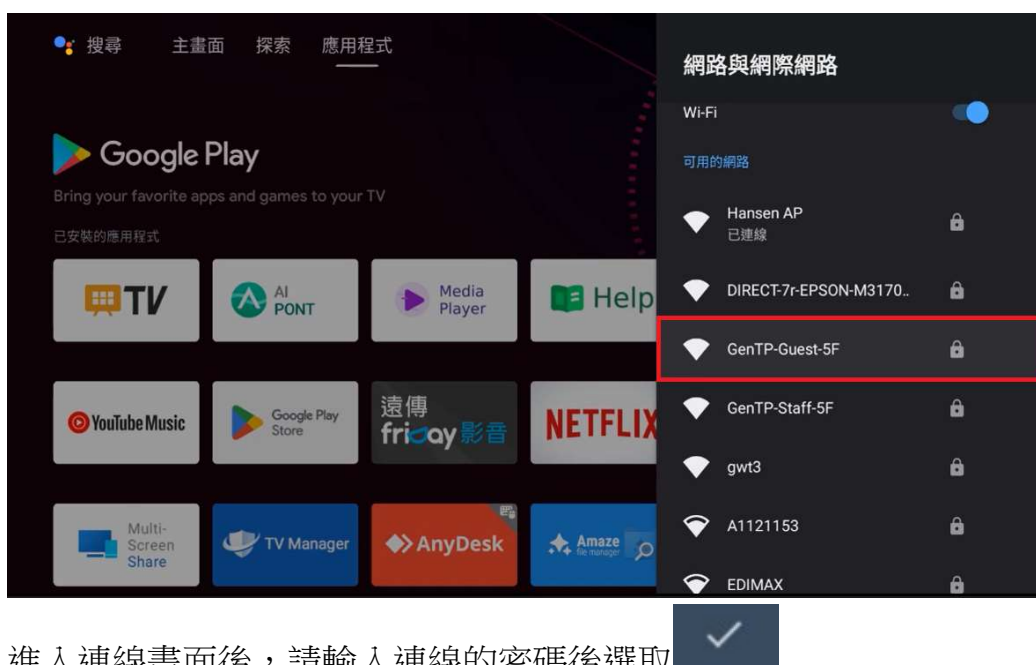 搜尋 主畫面 探索 應用程式
Google Play
Bring your favorite apps and games to your TV
已安裝的應用程式
TV
AI
PONT
Media
Player
Help
YouTube Music
Google Play
Store
遠傳
friday影音
NETFLIX
Multi-
Screen
Share
TV Manager
AnyDesk
Amaze
file manager
網路與網際網路
Wi-Fi
可用的網路
Hansen AP
已連線
DIRECT-7r-EPSON-M3170..
GenTP-Guest-5F
GenTP-Staff-5F
gwt3
A1121153
EDIMAX
進入連線畫面後，請輸入連線的密碼後選取